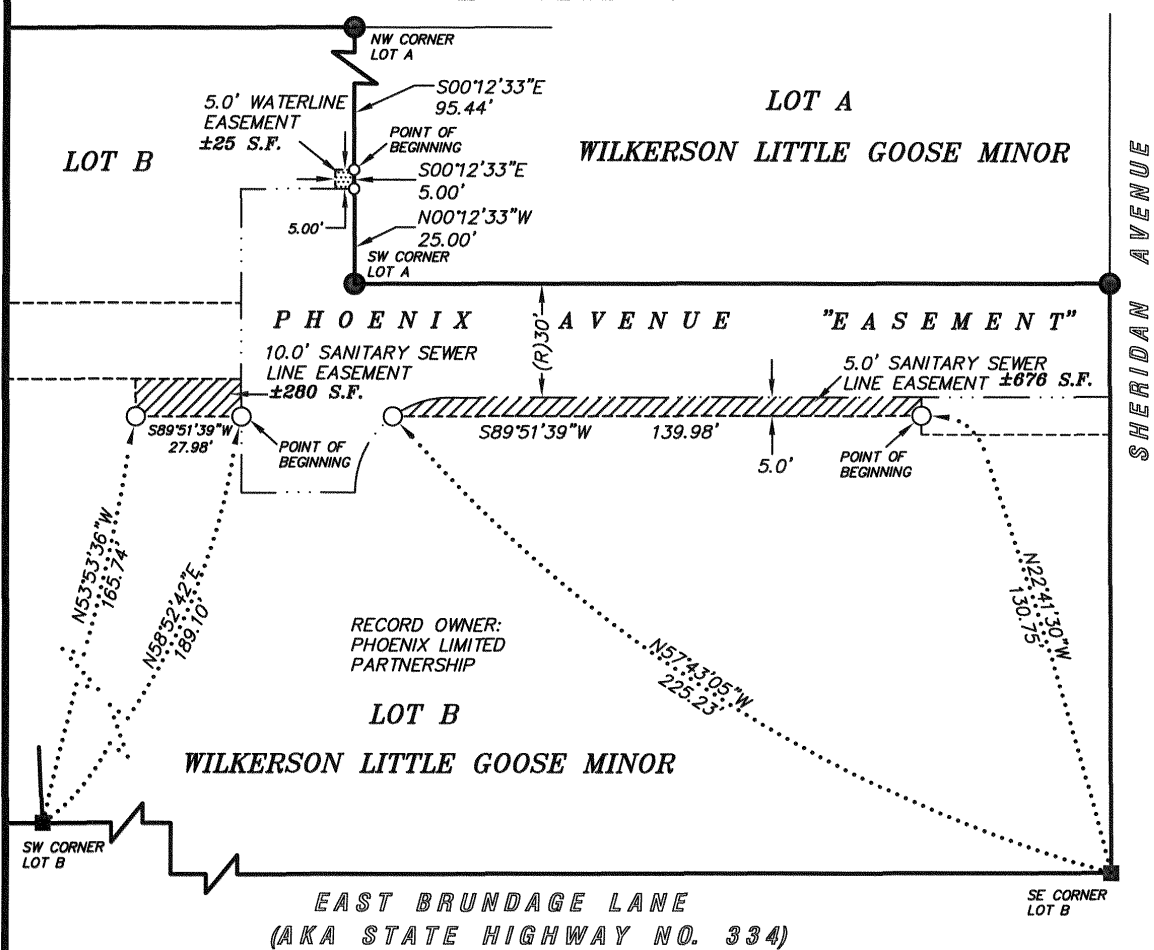 NW CORNER
LOT A
S00°12'33"E
95.44'
5.0' WATERLINE
EASEMENT
±25 S.F.
POINT OF
BEGINNING
LOT A
WILKERSON LITTLE GOOSE MINOR
LOT B
S00°12'33"E
5.00'
5.00'
N00°12'33"W
25.00'
SW CORNER
LOT A
SHERIDAN AVENUE
PHOENIX AVENUE "EASEMENT"
(R)30'
10.0' SANITARY SEWER
LINE EASEMENT
±280 S.F.
5.0' SANITARY SEWER
LINE EASEMENT ±676 S.F.
S89°51'39"W
27.98'
POINT OF
BEGINNING
S89°51'39"W 139.98'
5.0'
POINT OF
BEGINNING
N53°53'36"W
165.74'
N58°52'42"E
189.10'
N57°43'05"W
225.23'
N22°41'30"W
130.75'
RECORD OWNER:
PHOENIX LIMITED
PARTNERSHIP
LOT B
WILKERSON LITTLE GOOSE MINOR
SW CORNER
LOT B
SE CORNER
LOT B
EAST BRUNDAGE LANE
(AKA STATE HIGHWAY NO. 334)